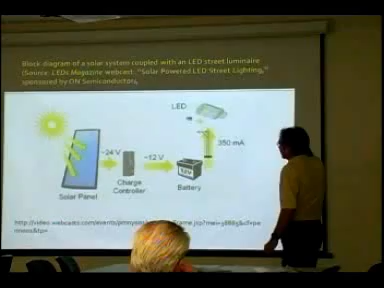 Block diagram of a solar system coupled with an LED street luminaire
(Source: LEDs Magazine webcast: "Solar Powered LED Street Lighting,"
sponsored by ON Semiconductor)
LED
350 mA
~24 V
~12 V
12V
Solar Panel
Charge
Controller
Battery